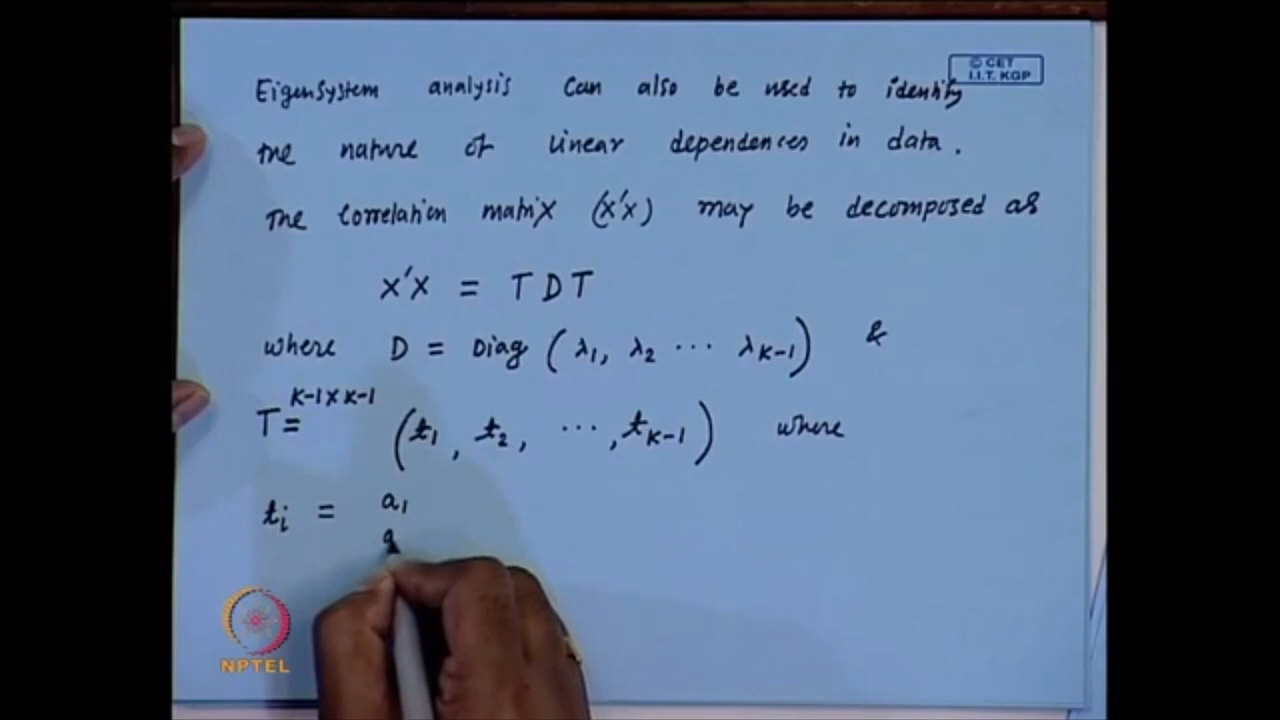 © CET
I.I.T. KGP
Eigensystem analysis can also be used to identify
the nature of linear dependences in data.
The correlation matrix (X'X) may be decomposed as
X'X = T D T
where D = Diag (λ1, λ2 ... λK-1) &
T = K-1×K-1 (t1, t2, ..., tK-1) where
ti = a1
NPTEL